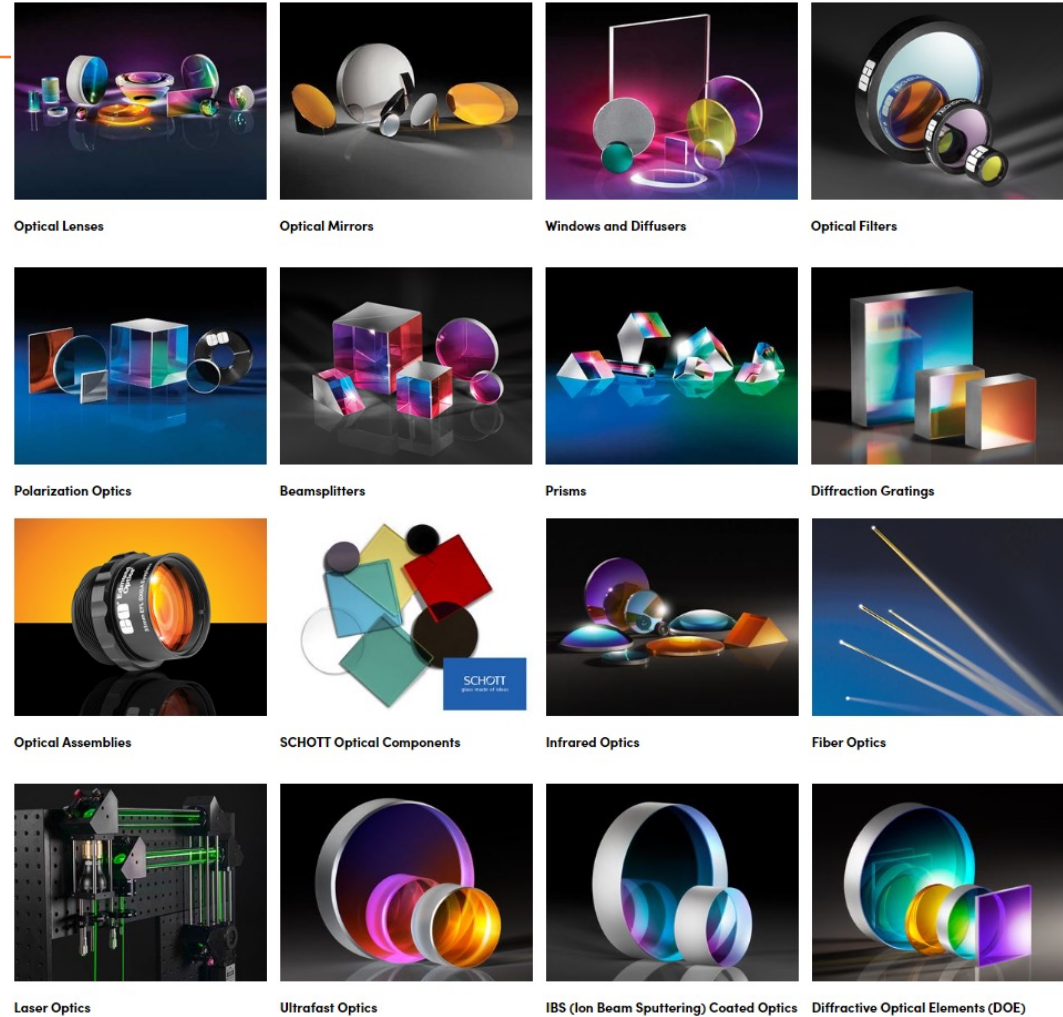 Optical Lenses
Optical Mirrors
Windows and Diffusers
Optical Filters
Polarization Optics
Beamsplitters
Prisms
Diffraction Gratings
Edmund
Optics
SCHOTT
glass made of ideas
Optical Assemblies
SCHOTT Optical Components
Infrared Optics
Fiber Optics
Laser Optics
Ultrafast Optics
IBS (Ion Beam Sputtering) Coated Optics
Diffractive Optical Elements (DOE)